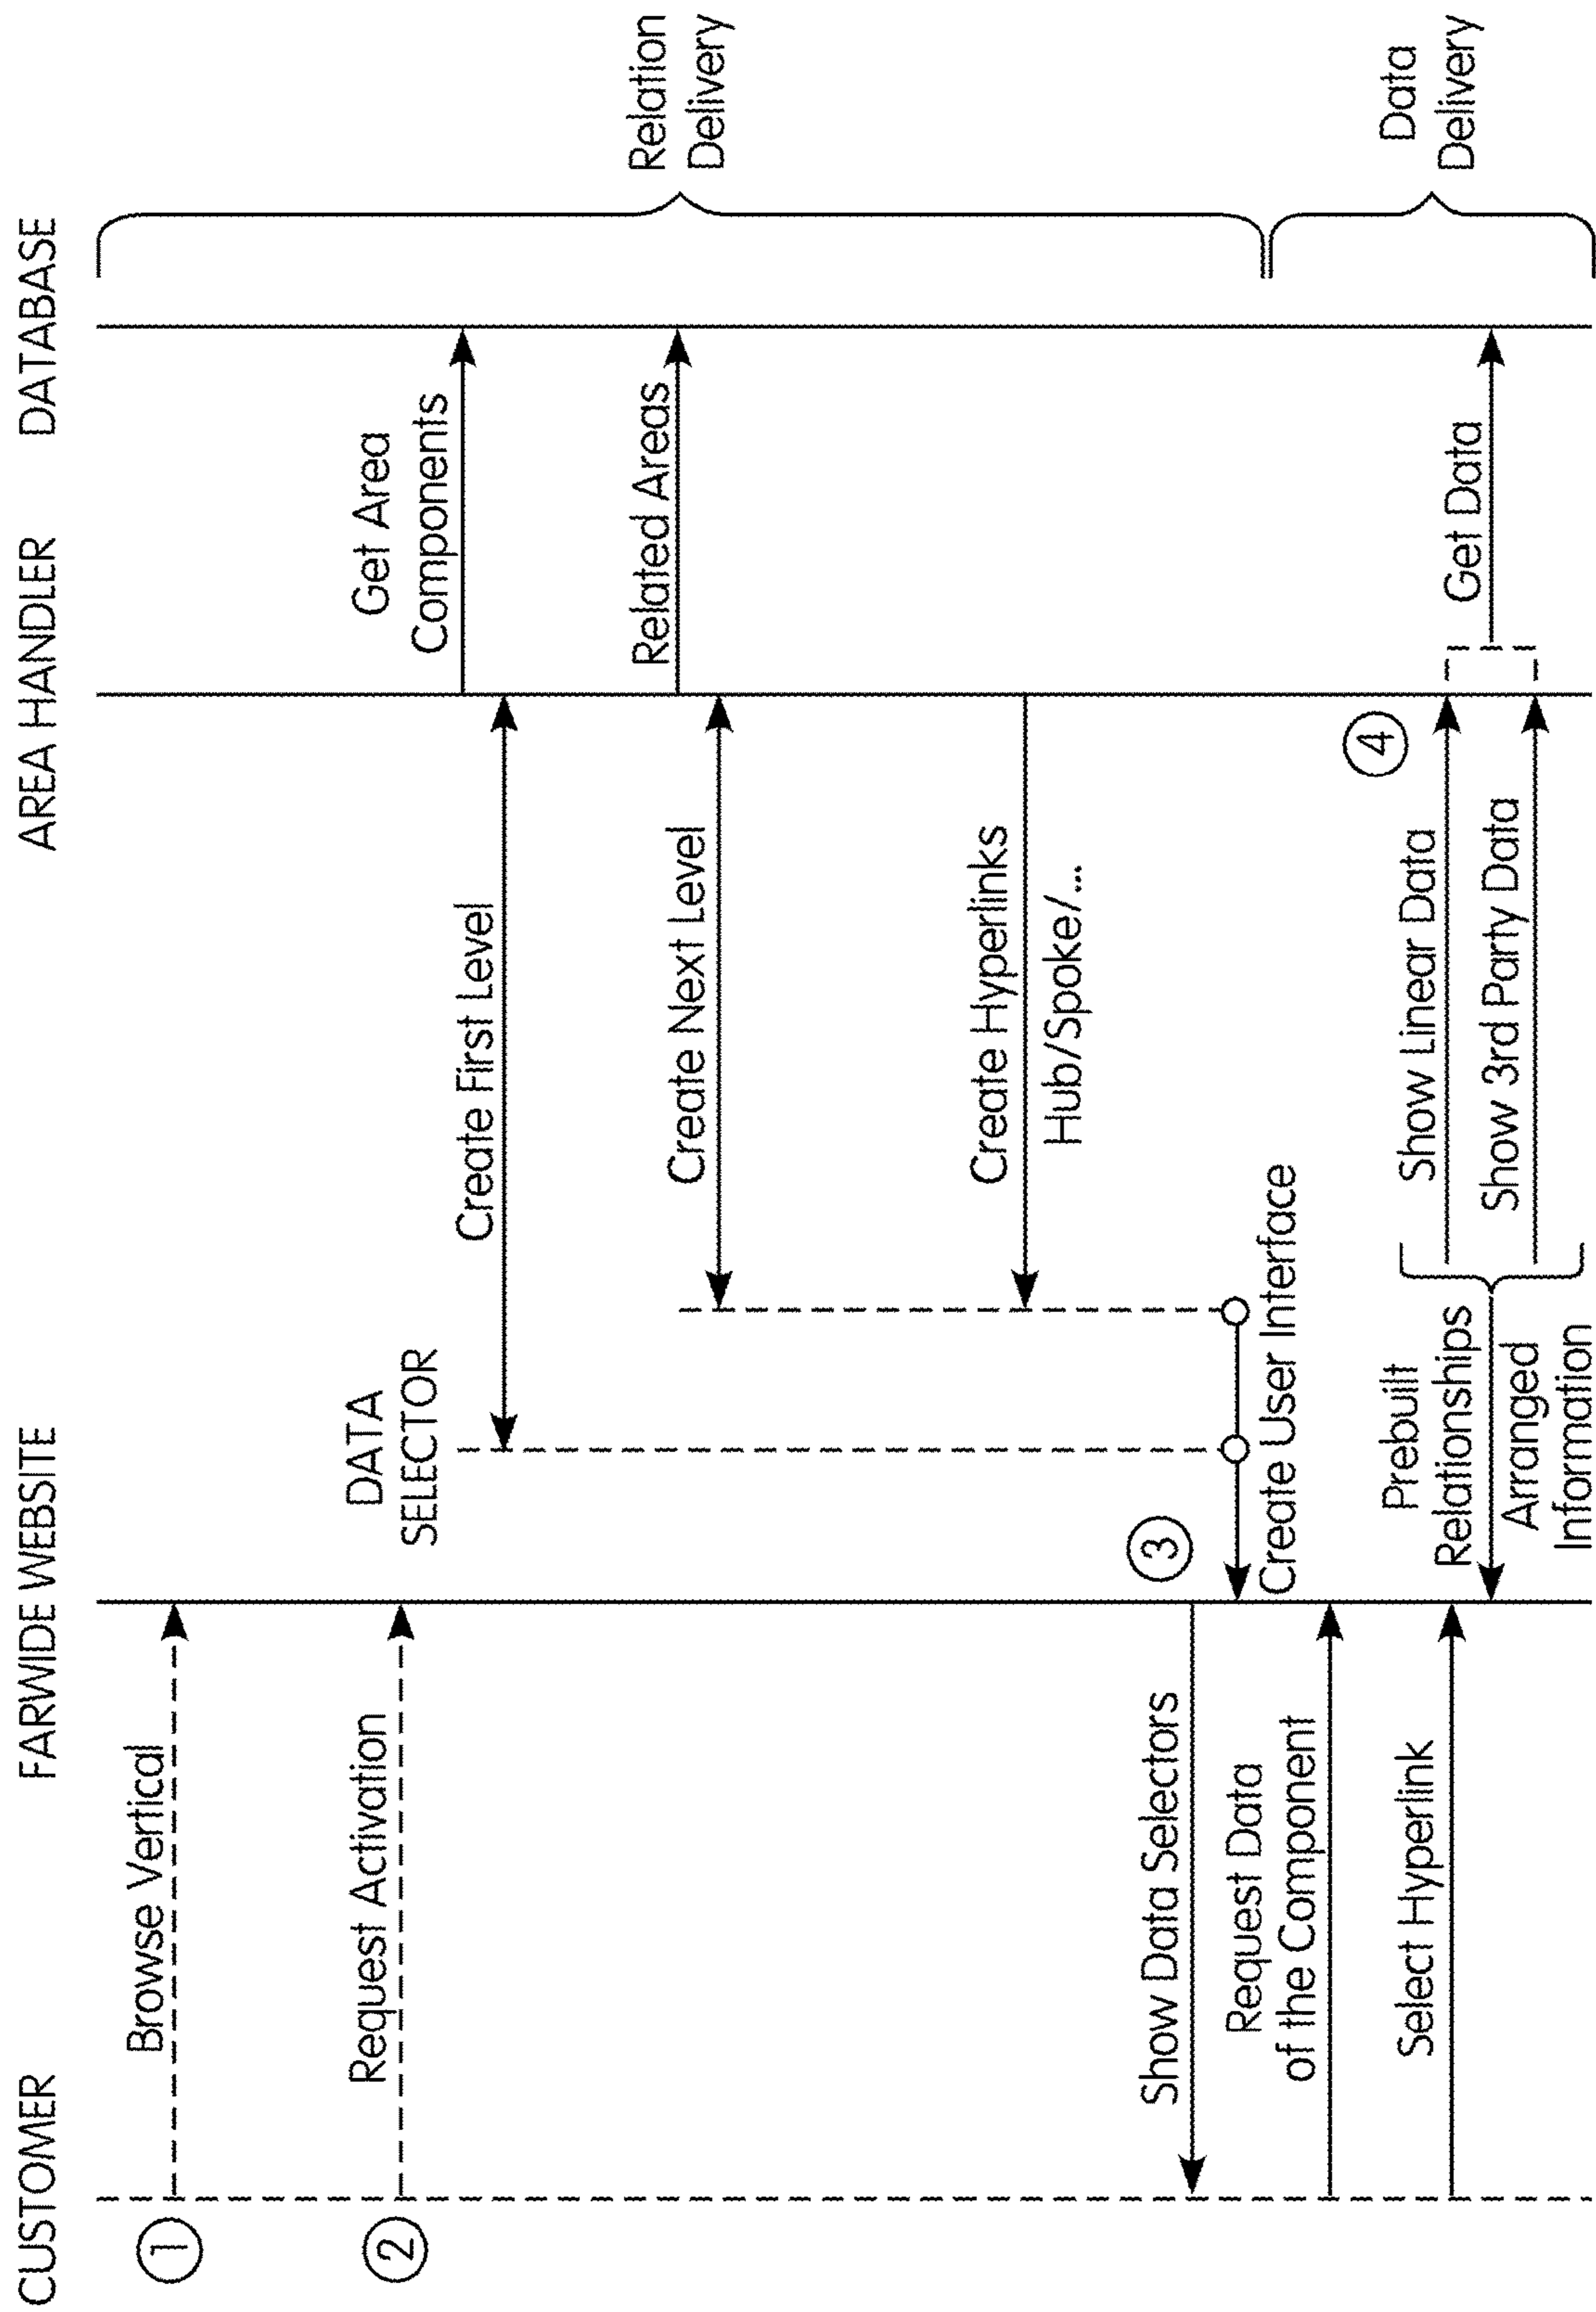 CUSTOMER
FARWIDE WEBSITE
AREA HANDLER
DATABASE
1
Browse Vertical
2
Request Activation
DATA
SELECTOR
Get Area
Components
Create First Level
Related Areas
Create Next Level
Relation
Delivery
Create Hyperlinks
Hub/Spoke/...
3
Show Data Selectors
Create User Interface
Request Data
of the Component
4
Select Hyperlink
Prebuilt
Relationships
Arranged
Information
Show Linear Data
Show 3rd Party Data
Get Data
Data
Delivery